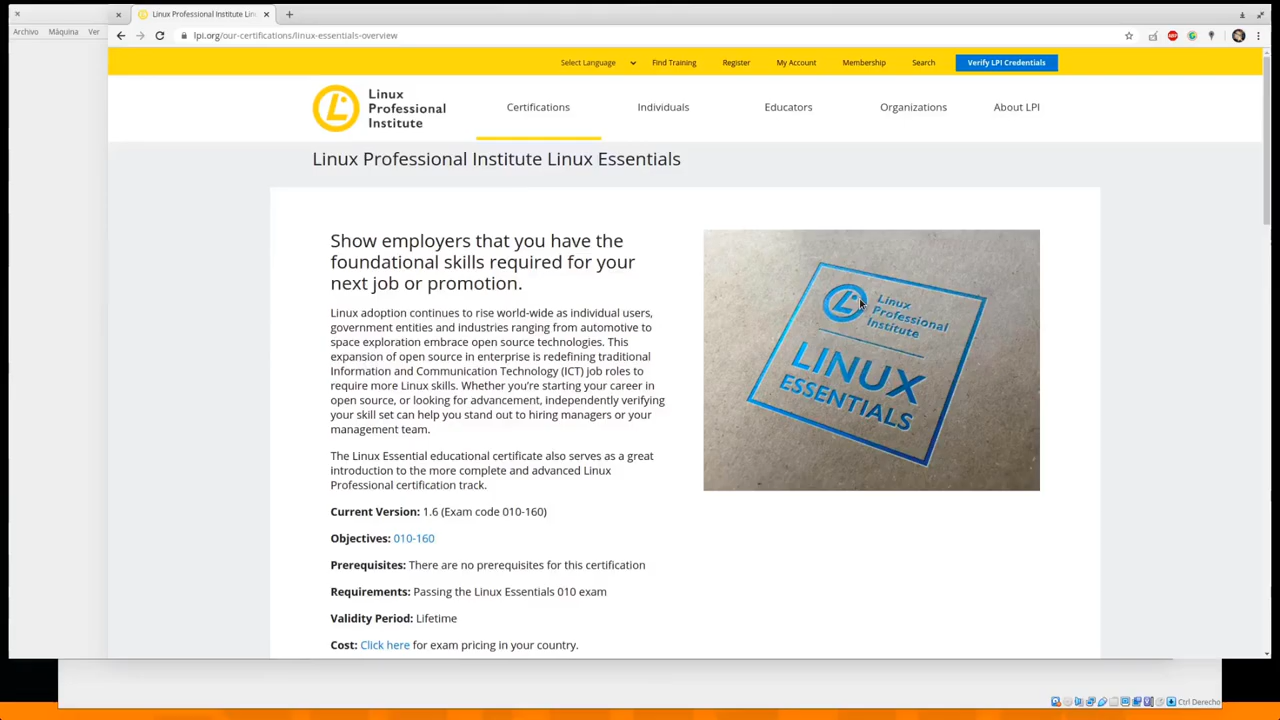 Linux Professional Institute Lin
Archivo Máquina Ver
lpi.org/our-certifications/linux-essentials-overview
Select Language Find Training Register My Account Membership Search Verify LPI Credentials
Linux
Professional
Institute
Certifications Individuals Educators Organizations About LPI
Linux Professional Institute Linux Essentials
Show employers that you have the
foundational skills required for your
next job or promotion.
Linux adoption continues to rise world-wide as individual users,
government entities and industries ranging from automotive to
space exploration embrace open source technologies. This
expansion of open source in enterprise is redefining traditional
Information and Communication Technology (ICT) job roles to
require more Linux skills. Whether you're starting your career in
open source, or looking for advancement, independently verifying
your skill set can help you stand out to hiring managers or your
management team.
The Linux Essential educational certificate also serves as a great
introduction to the more complete and advanced Linux
Professional certification track.
Current Version: 1.6 (Exam code 010-160)
Objectives: 010-160
Prerequisites: There are no prerequisites for this certification
Requirements: Passing the Linux Essentials 010 exam
Validity Period: Lifetime
Cost: Click here for exam pricing in your country.
Linux
Professional
Institute
LINUX
ESSENTIALS
Ctrl Derecho